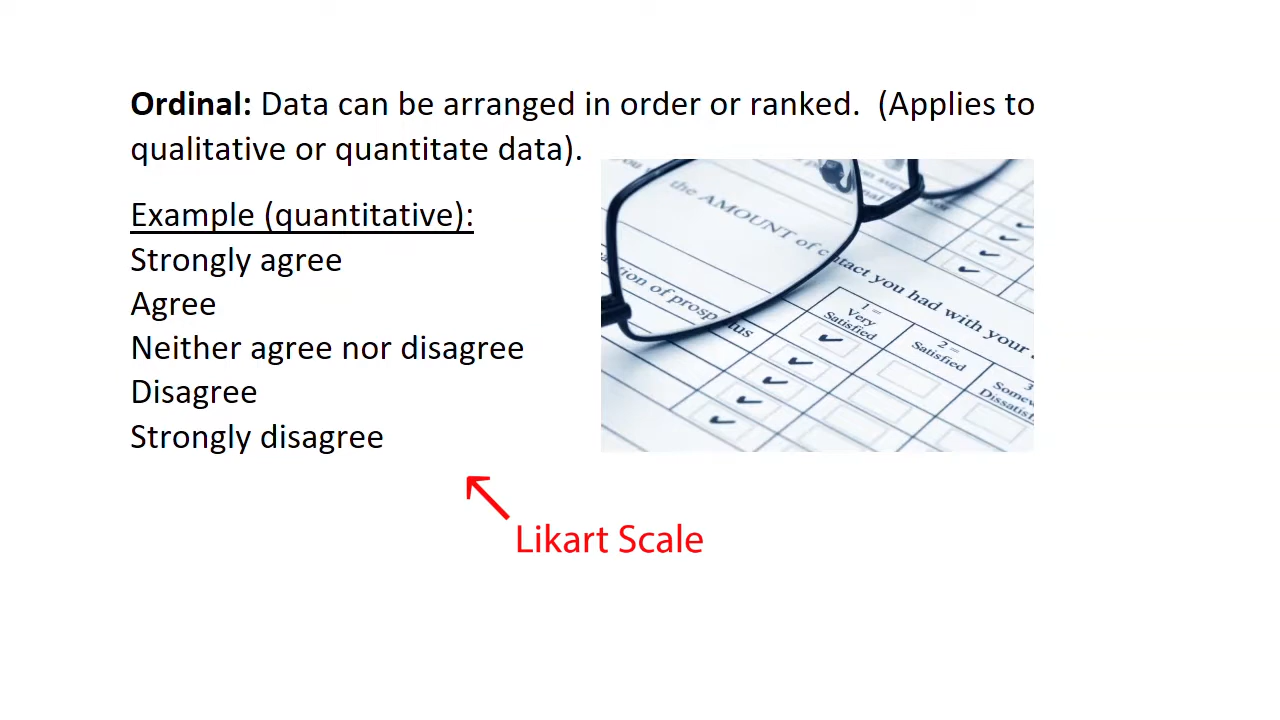 Ordinal: Data can be arranged in order or ranked.  (Applies to
qualitative or quantitate data).
Example (quantitative):
Strongly agree
Agree
Neither agree nor disagree
Disagree
Strongly disagree
the AMOUNT of contact you had with your
1 =
Very
Satisfied
2 =
Satisfied
3
Likart Scale